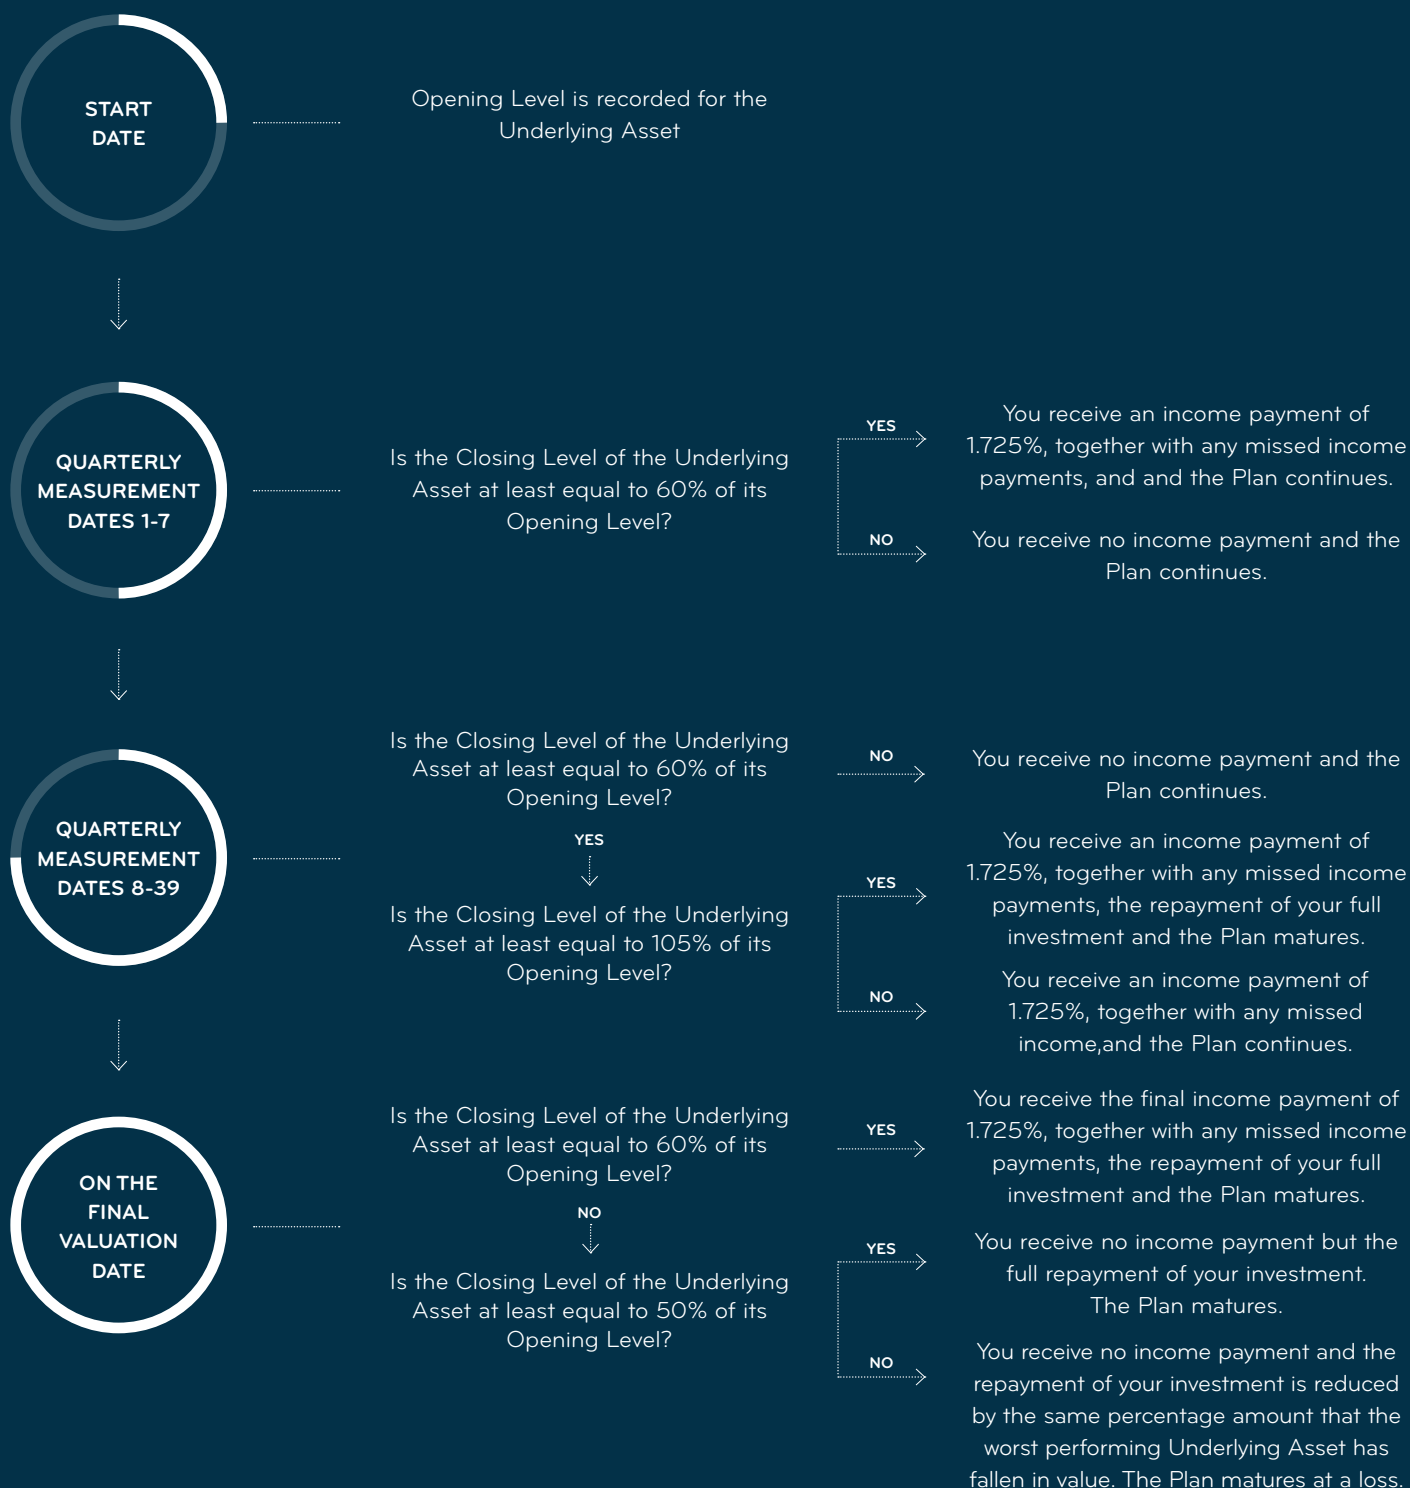 START
DATE
Opening Level is recorded for the
Underlying Asset
QUARTERLY
MEASUREMENT
DATES 1-7
Is the Closing Level of the Underlying
Asset at least equal to 60% of its
Opening Level?
YES
You receive an income payment of
1.725%, together with any missed income
payments, and and the Plan continues.
NO
You receive no income payment and the
Plan continues.
QUARTERLY
MEASUREMENT
DATES 8-39
Is the Closing Level of the Underlying
Asset at least equal to 60% of its
Opening Level?
NO
You receive no income payment and the
Plan continues.
YES
Is the Closing Level of the Underlying
Asset at least equal to 105% of its
Opening Level?
YES
You receive an income payment of
1.725%, together with any missed income
payments, the repayment of your full
investment and the Plan matures.
NO
You receive an income payment of
1.725%, together with any missed
income,and the Plan continues.
ON THE
FINAL
VALUATION
DATE
Is the Closing Level of the Underlying
Asset at least equal to 60% of its
Opening Level?
YES
You receive the final income payment of
1.725%, together with any missed income
payments, the repayment of your full
investment and the Plan matures.
NO
Is the Closing Level of the Underlying
Asset at least equal to 50% of its
Opening Level?
YES
You receive no income payment but the
full repayment of your investment.
The Plan matures.
NO
You receive no income payment and the
repayment of your investment is reduced
by the same percentage amount that the
worst performing Underlying Asset has
fallen in value. The Plan matures at a loss.